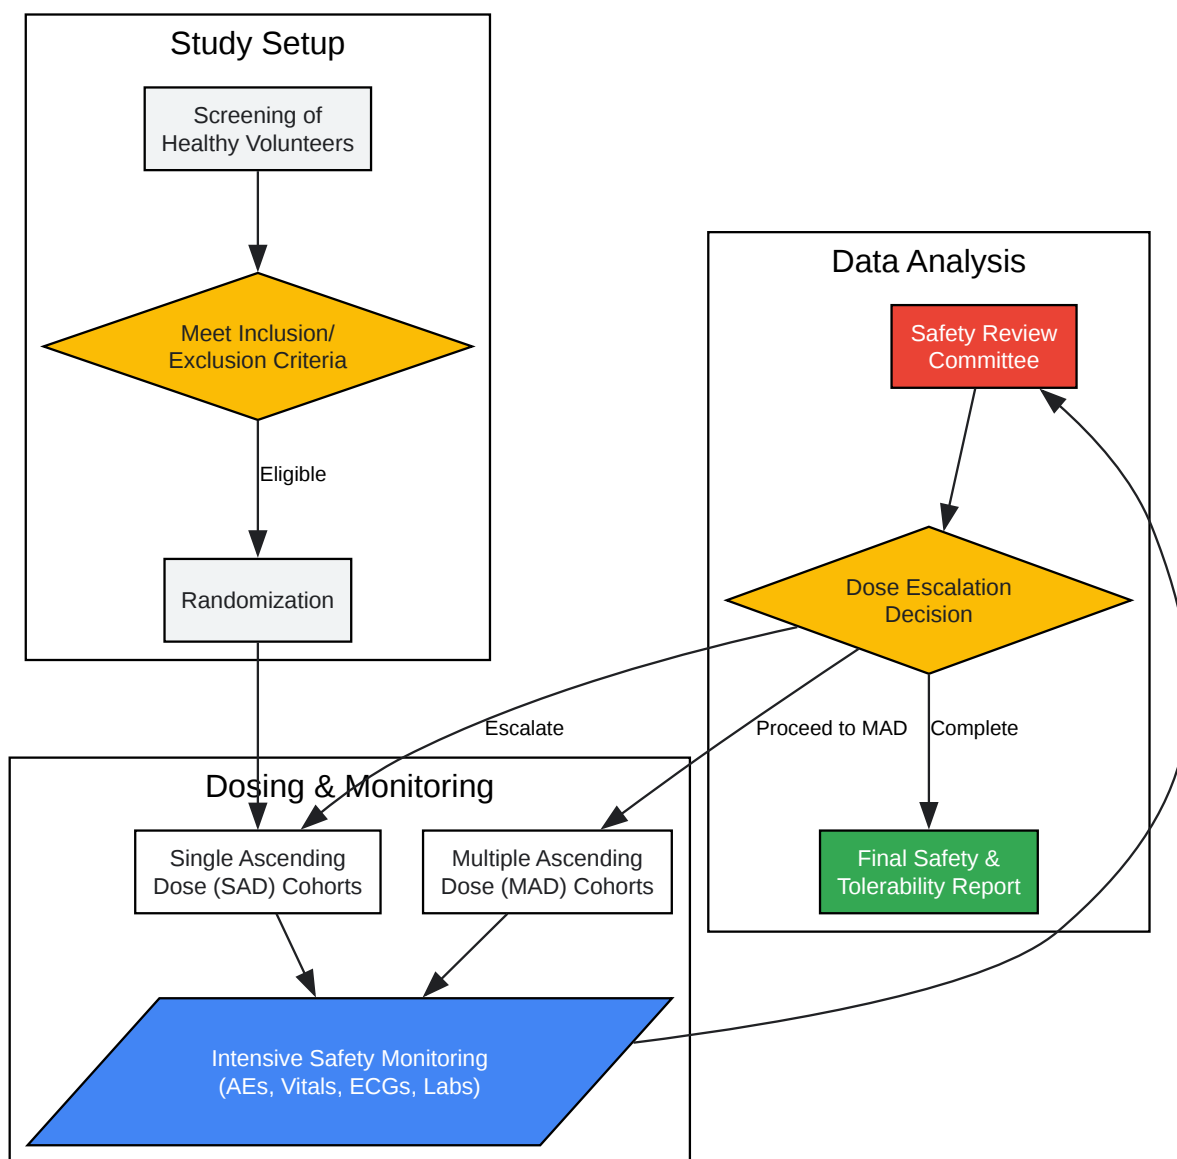 Study Setup
Screening of
Healthy Volunteers
Meet Inclusion/
Exclusion Criteria
Eligible
Randomization
Data Analysis
Safety Review
Committee
Dose Escalation
Decision
Escalate
Proceed to MAD
Complete
Dosing & Monitoring
Single Ascending
Dose (SAD) Cohorts
Multiple Ascending
Dose (MAD) Cohorts
Final Safety &
Tolerability Report
Intensive Safety Monitoring
(AEs, Vitals, ECGs, Labs)